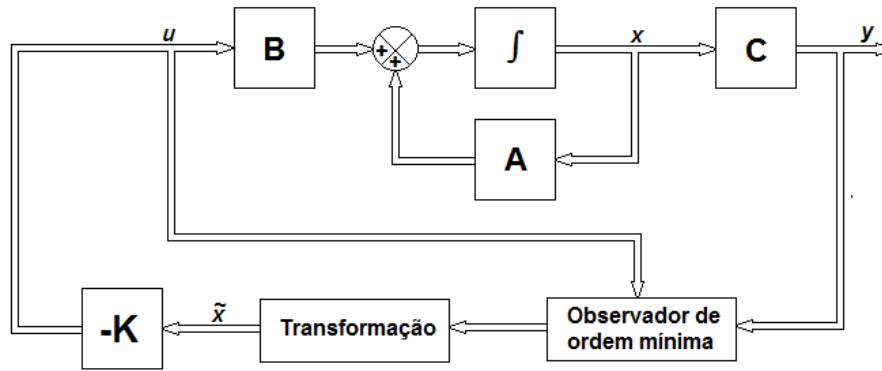 u
B
+
+
∫
x
C
y
A
-K
x̃
Transformação
Observador de
ordem mínima